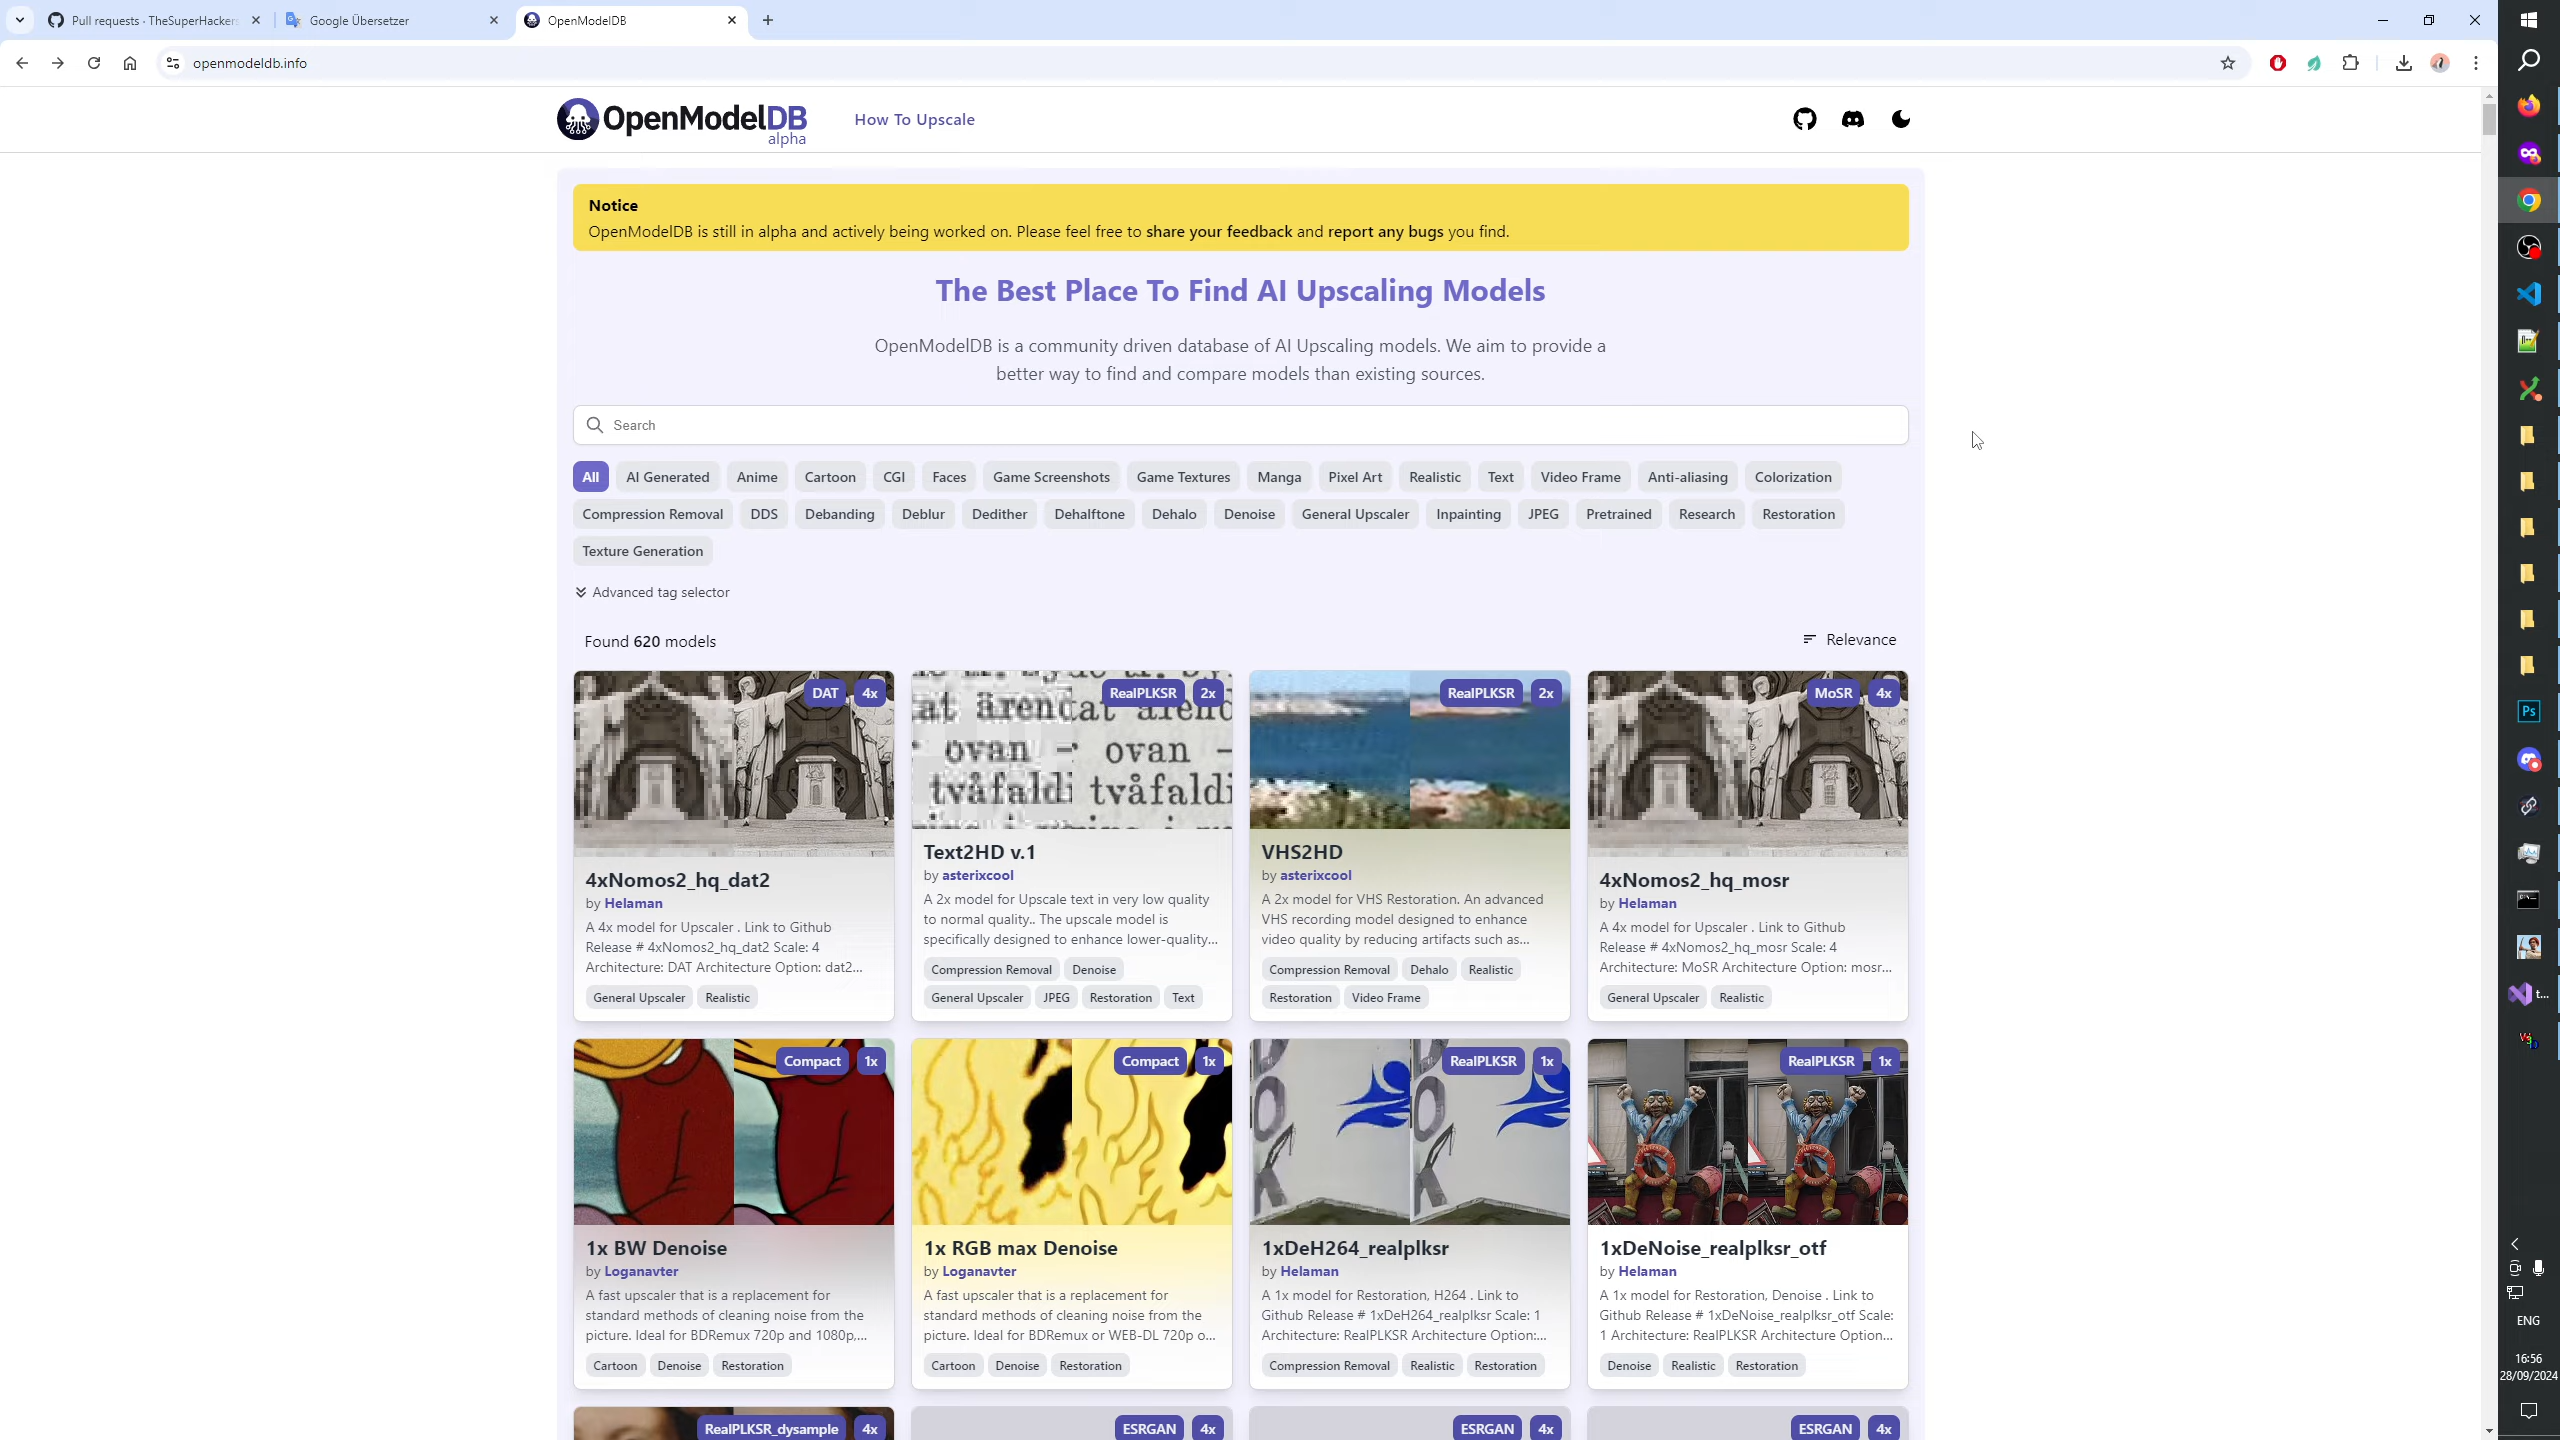 Pull requests · TheSuperHackers
Google Übersetzer
OpenModelDB
openmodeldb.info
OpenModelDB
alpha
How To Upscale
Notice
OpenModelDB is still in alpha and actively being worked on. Please feel free to share your feedback and report any bugs you find.
The Best Place To Find AI Upscaling Models
OpenModelDB is a community driven database of AI Upscaling models. We aim to provide a
better way to find and compare models than existing sources.
Search
All AI Generated Anime Cartoon CGI Faces Game Screenshots Game Textures Manga Pixel Art Realistic Text Video Frame Anti-aliasing Colorization
Compression Removal DDS Debanding Deblur Dedither Dehalftone Dehalo Denoise General Upscaler Inpainting JPEG Pretrained Research Restoration
Texture Generation
Advanced tag selector
Found 620 models
Relevance
DAT 4x
4xNomos2_hq_dat2
by Helaman
A 4x model for Upscaler . Link to Github
Release # 4xNomos2_hq_dat2 Scale: 4
Architecture: DAT Architecture Option: dat2...
General Upscaler Realistic
RealPLKSR 2x
ovan – ovan –
tvåfaldi tvåfaldi
Text2HD v.1
by asterixcool
A 2x model for Upscale text in very low quality
to normal quality.. The upscale model is
specifically designed to enhance lower-quality...
Compression Removal Denoise
General Upscaler JPEG Restoration Text
RealPLKSR 2x
VHS2HD
by asterixcool
A 2x model for VHS Restoration. An advanced
VHS recording model designed to enhance
video quality by reducing artifacts such as...
Compression Removal Dehalo Realistic
Restoration Video Frame
MoSR 4x
4xNomos2_hq_mosr
by Helaman
A 4x model for Upscaler . Link to Github
Release # 4xNomos2_hq_mosr Scale: 4
Architecture: MoSR Architecture Option: mosr...
General Upscaler Realistic
Compact 1x
1x BW Denoise
by Loganavter
A fast upscaler that is a replacement for
standard methods of cleaning noise from the
picture. Ideal for BDRemux 720p and 1080p,...
Cartoon Denoise Restoration
Compact 1x
1x RGB max Denoise
by Loganavter
A fast upscaler that is a replacement for
standard methods of cleaning noise from the
picture. Ideal for BDRemux or WEB-DL 720p o...
Cartoon Denoise Restoration
RealPLKSR 1x
1xDeH264_realplksr
by Helaman
A 1x model for Restoration, H264 . Link to
Github Release # 1xDeH264_realplksr Scale: 1
Architecture: RealPLKSR Architecture Option:...
Compression Removal Realistic Restoration
RealPLKSR 1x
1xDeNoise_realplksr_otf
by Helaman
A 1x model for Restoration, Denoise . Link to
Github Release # 1xDeNoise_realplksr_otf Scale:
1 Architecture: RealPLKSR Architecture Option...
Denoise Realistic Restoration
RealPLKSR_dysample 4x
ESRGAN 4x
ESRGAN 4x
ESRGAN 4x
Ps
t...
ENG
16:56
28/09/2024